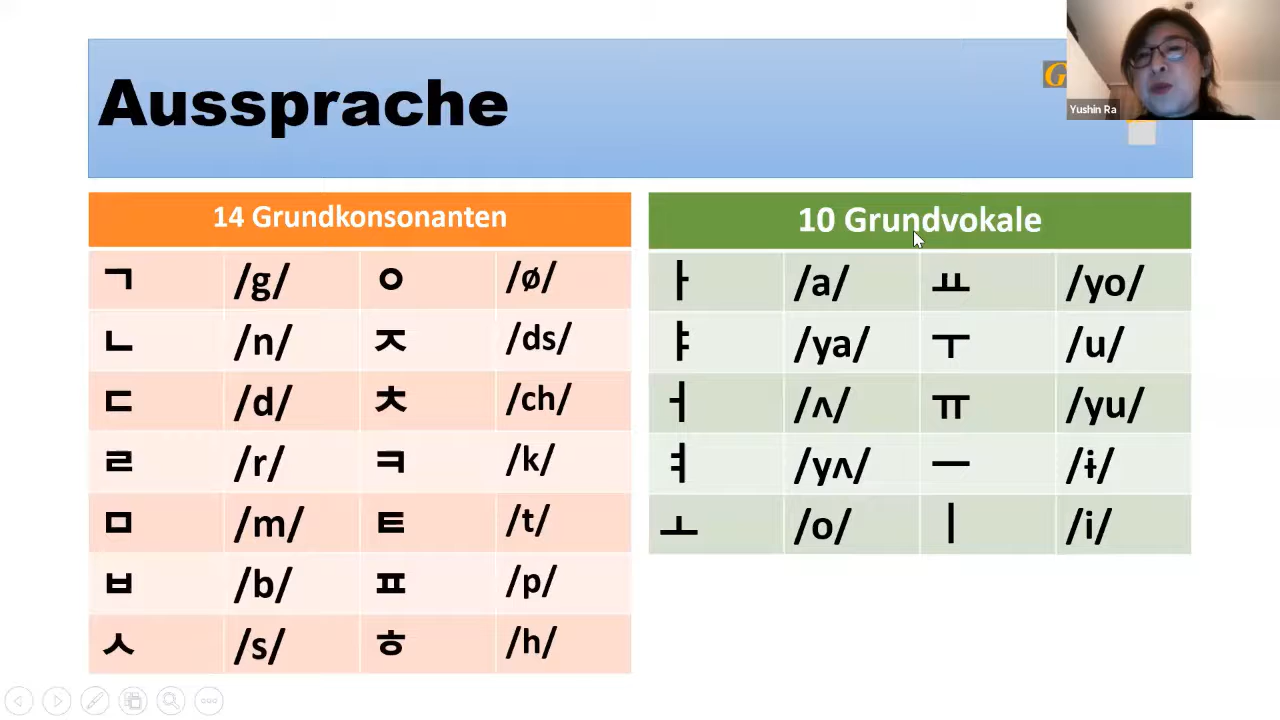 Aussprache
G
Yushin Ra
14 Grundkonsonanten
ㄱ /g/ ㅇ /ø/
ㄴ /n/ ㅈ /ds/
ㄷ /d/ ㅊ /ch/
ㄹ /r/ ㅋ /k/
ㅁ /m/ ㅌ /t/
ㅂ /b/ ㅍ /p/
ㅅ /s/ ㅎ /h/
10 Grundvokale
ㅏ /a/ ㅛ /yo/
ㅑ /ya/ ㅜ /u/
ㅓ /ʌ/ ㅠ /yu/
ㅕ /yʌ/ ㅡ /ɨ/
ㅗ /o/ ㅣ /i/